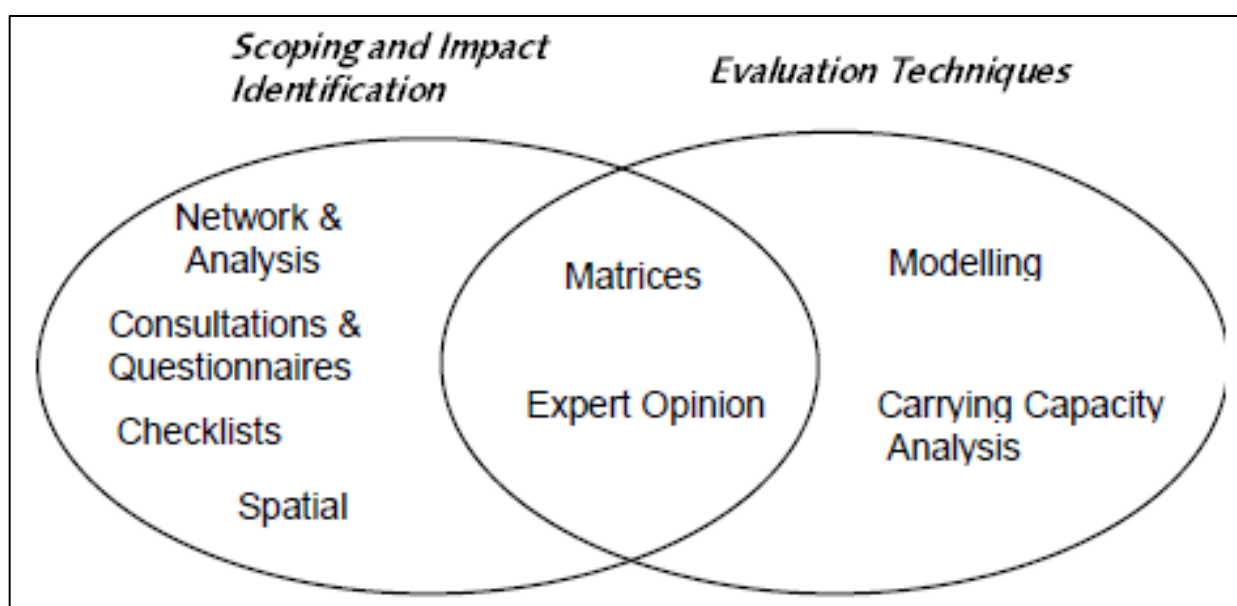 Scoping and Impact
Identification
Evaluation Techniques
Network &
Analysis
Consultations &
Questionnaires
Checklists
Spatial
Matrices
Expert Opinion
Modelling
Carrying Capacity
Analysis